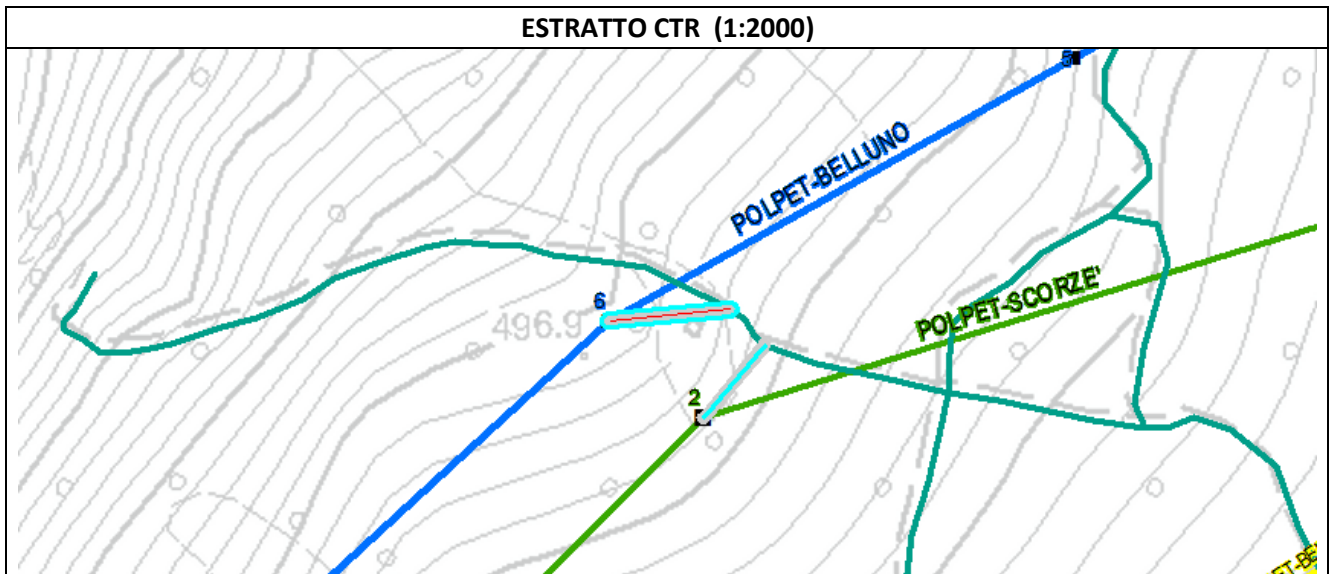 ESTRATTO CTR (1:2000)
5
POLPET-BELLUNO
6
POLPET-SCORZE'
496.9
2